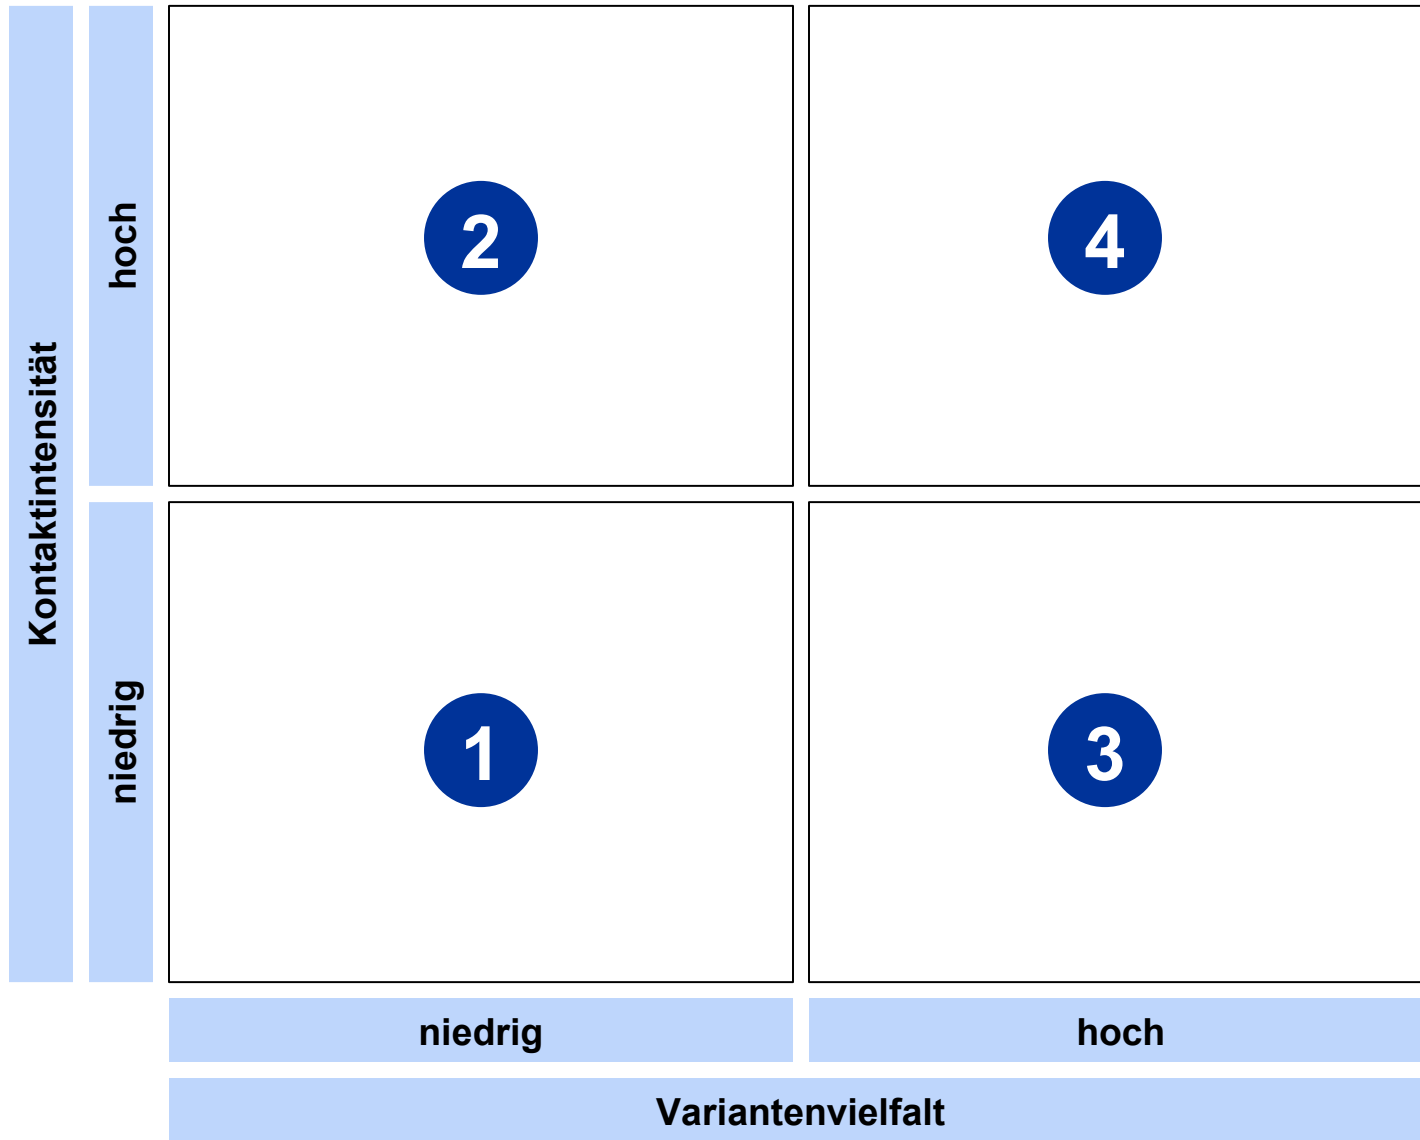 Kontaktintensität
hoch
2
4
niedrig
1
3
niedrig
hoch
Variantenvielfalt